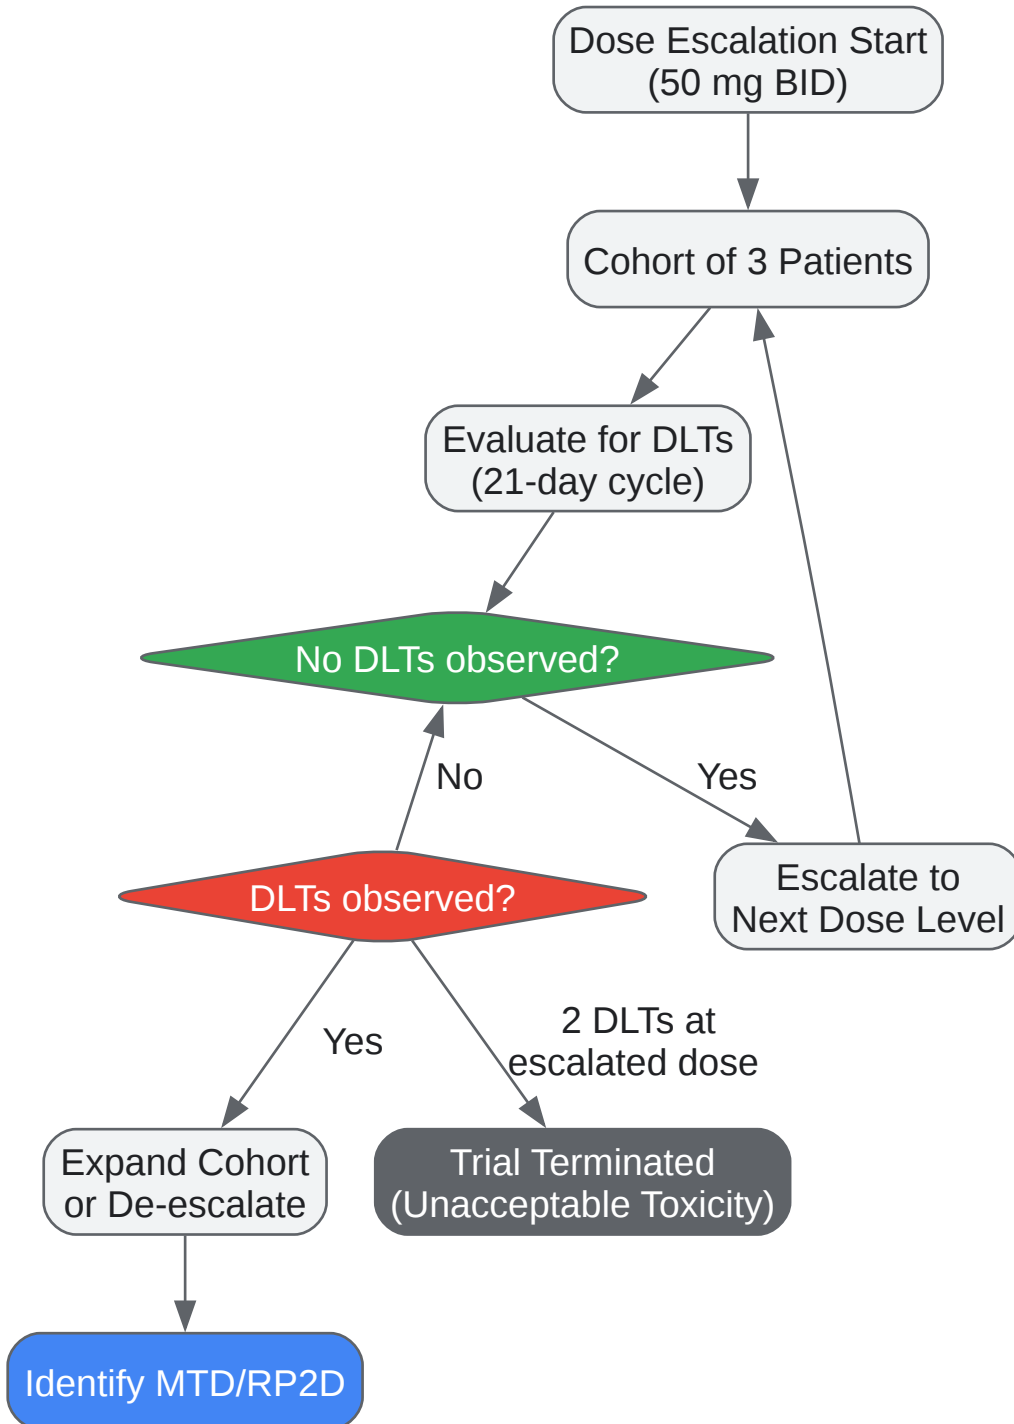 Dose Escalation Start
(50 mg BID)
Cohort of 3 Patients
Evaluate for DLTs
(21-day cycle)
No DLTs observed?
No
Yes
DLTs observed?
Escalate to
Next Dose Level
Yes
2 DLTs at
escalated dose
Expand Cohort
or De-escalate
Trial Terminated
(Unacceptable Toxicity)
Identify MTD/RP2D